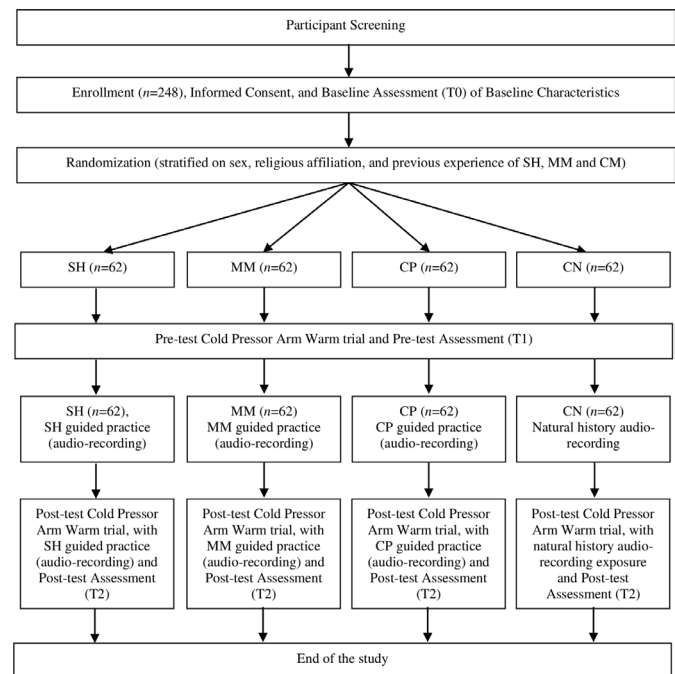 Participant Screening
Enrollment (n=248), Informed Consent, and Baseline Assessment (T0) of Baseline Characteristics
Randomization (stratified on sex, religious affiliation, and previous experience of SH, MM and CM)
SH (n=62)
MM (n=62)
CP (n=62)
CN (n=62)
Pre-test Cold Pressor Arm Warm trial and Pre-test Assessment (T1)
SH (n=62),
SH guided practice
(audio-recording)
MM (n=62)
MM guided practice
(audio-recording)
CP (n=62)
CP guided practice
(audio-recording)
CN (n=62)
Natural history audio-
recording
Post-test Cold Pressor
Arm Warm trial, with
SH guided practice
(audio-recording) and
Post-test Assessment
(T2)
Post-test Cold Pressor
Arm Warm trial, with
MM guided practice
(audio-recording) and
Post-test Assessment
(T2)
Post-test Cold Pressor
Arm Warm trial, with
CP guided practice
(audio-recording) and
Post-test Assessment
(T2)
Post-test Cold Pressor
Arm Warm trial, with
natural history audio-
recording exposure
and Post-test
Assessment (T2)
End of the study